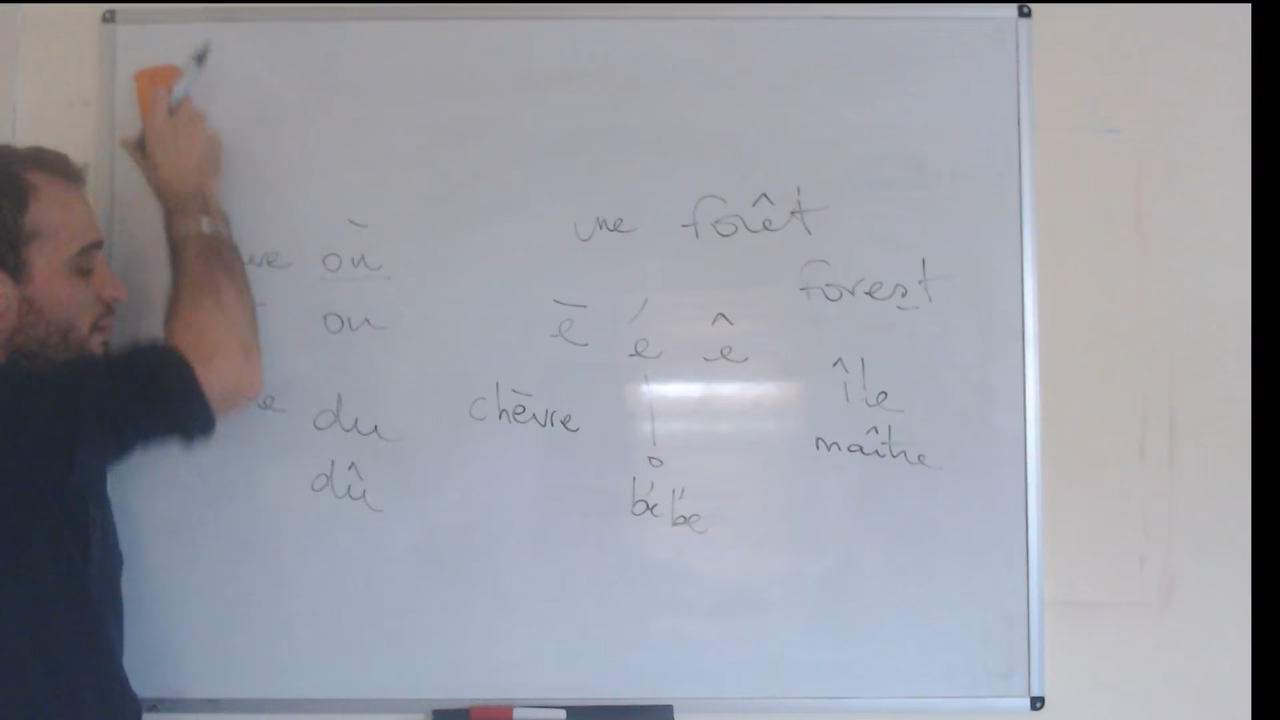 une forêt
où
forest
ou
è é ê
île
du
chèvre
maître
dû
bébé